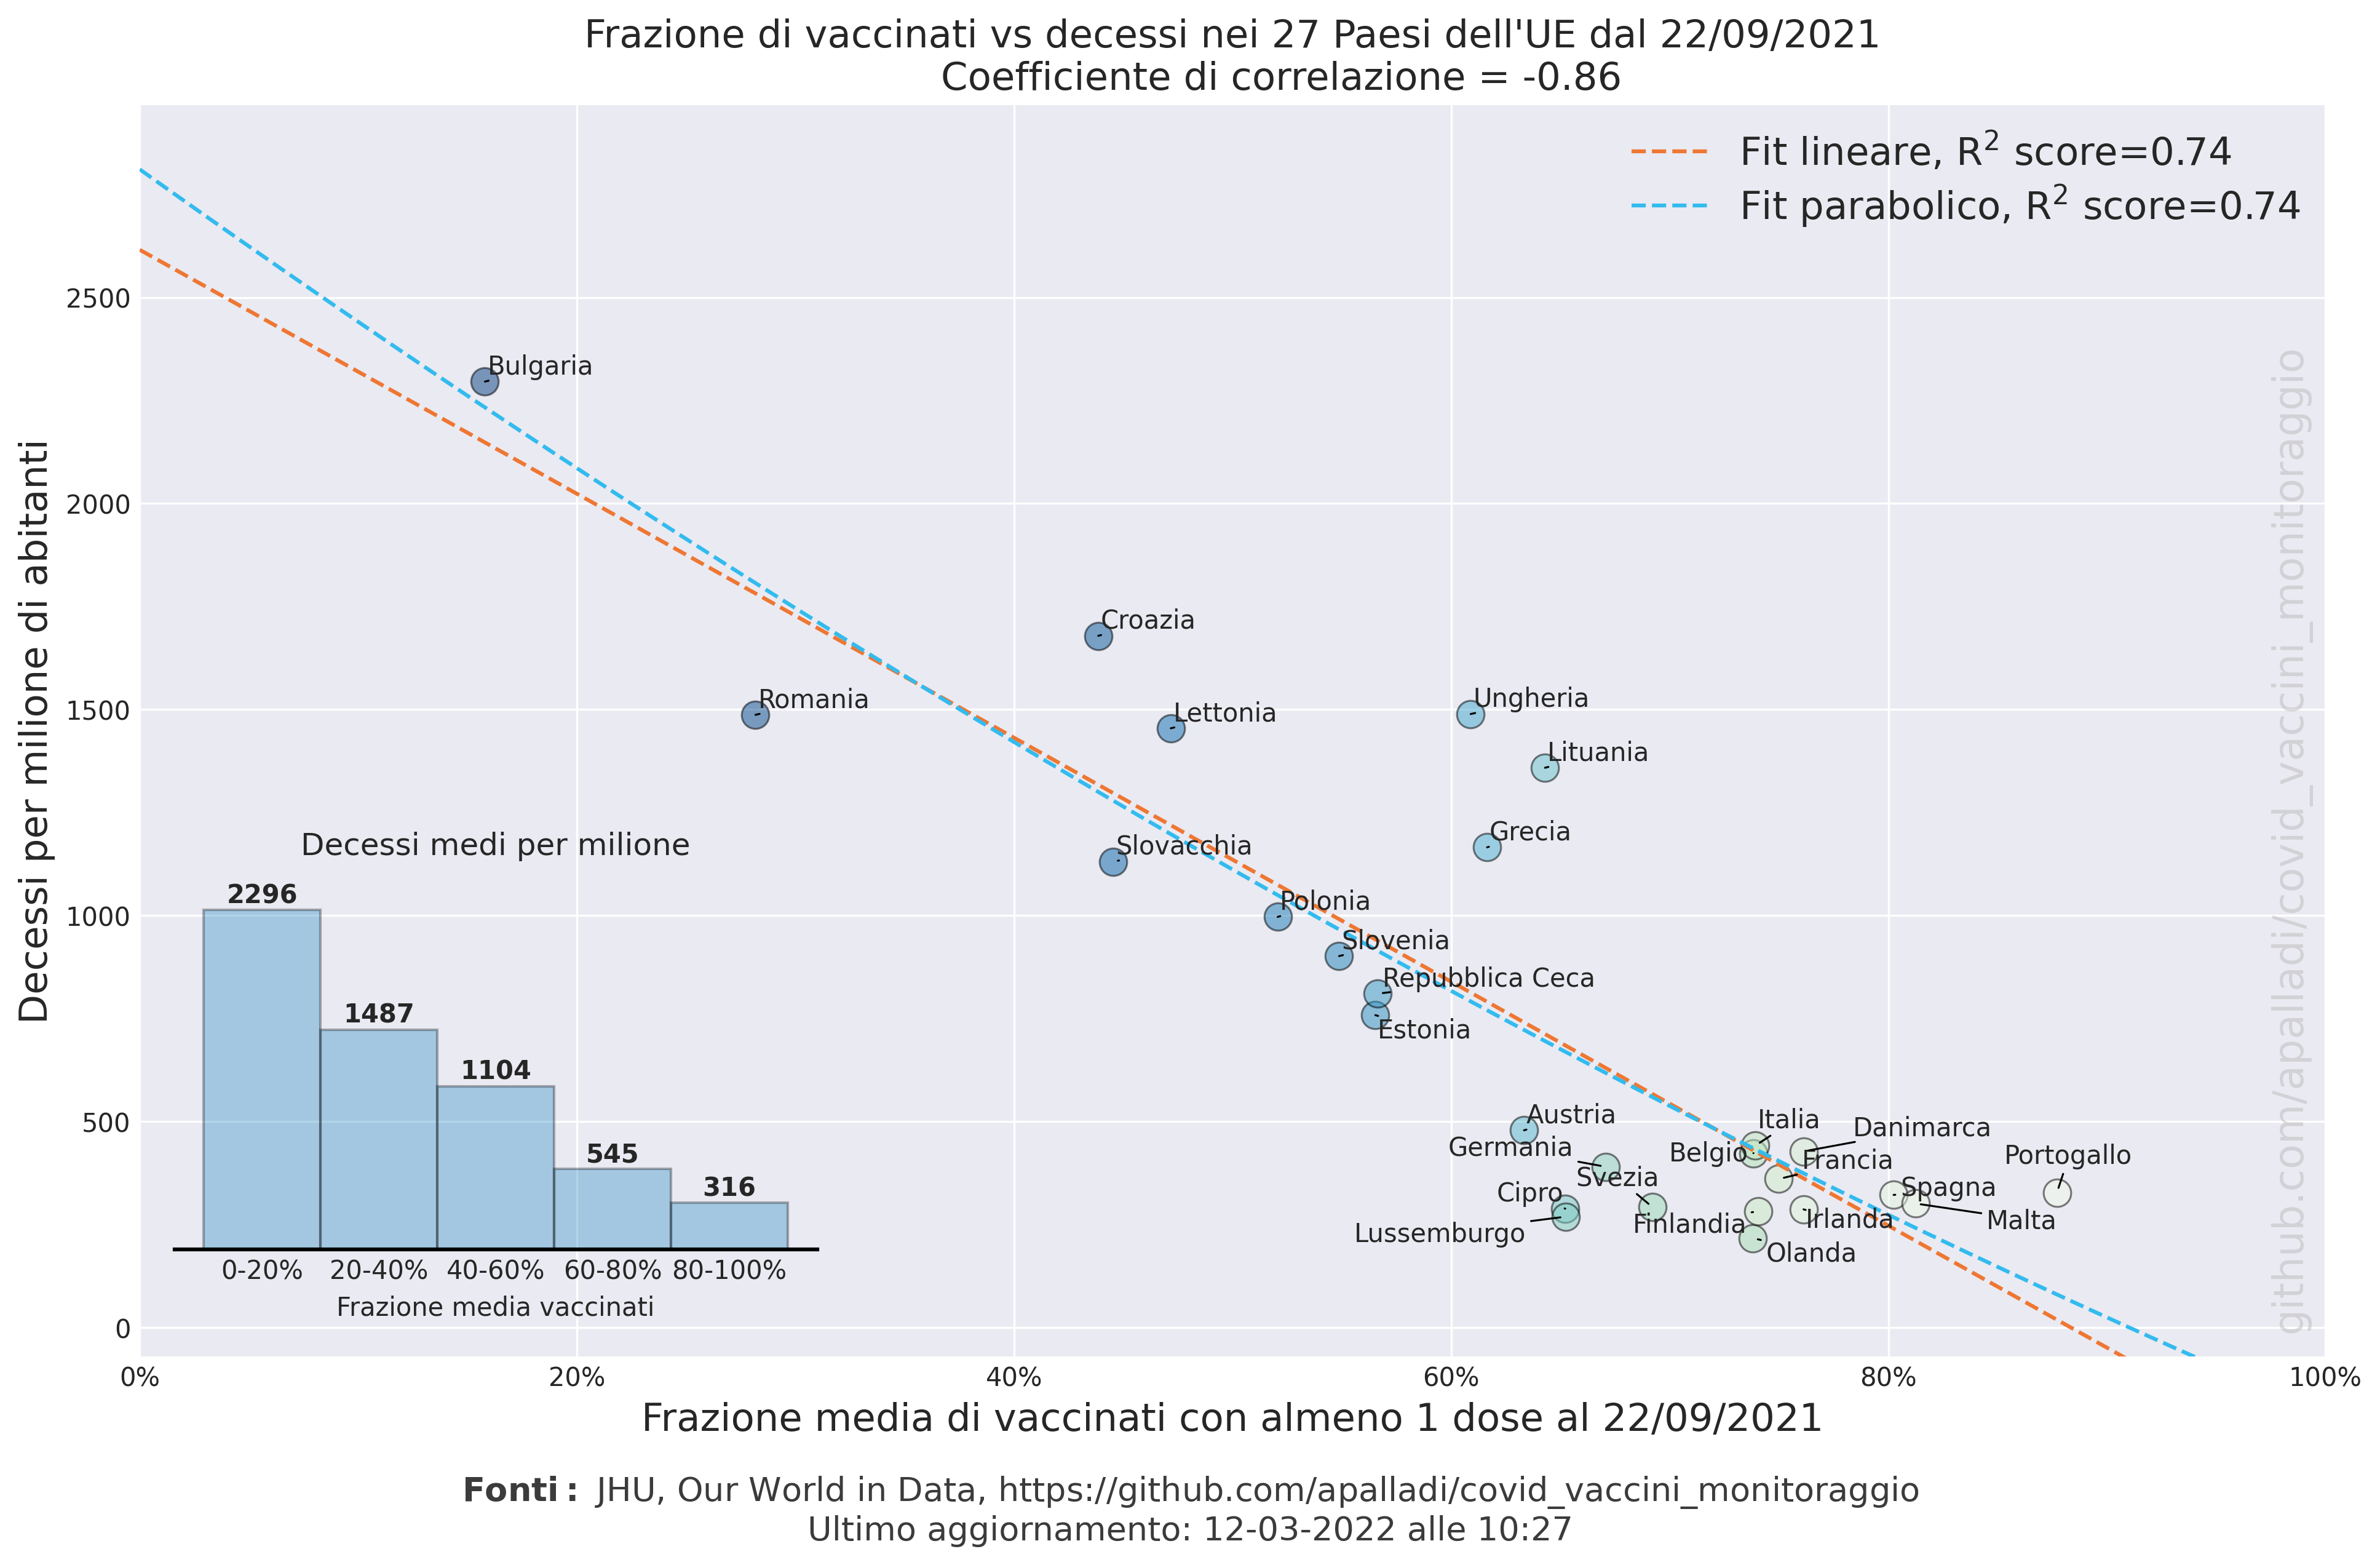 Frazione di vaccinati vs decessi nei 27 Paesi dell'UE dal 22/09/2021
Coefficiente di correlazione = -0.86
Fit lineare, R² score=0.74
Fit parabolico, R² score=0.74
Decessi per milione di abitanti
2500
2000
1500
1000
500
0
Bulgaria
Croazia
Romania
Lettonia
Ungheria
Lituania
Grecia
Slovacchia
Polonia
Slovenia
Repubblica Ceca
Estonia
Austria
Italia
Danimarca
Germania
Belgio
Francia
Portogallo
Svezia
Cipro
Spagna
Lussemburgo
Finlandia
Irlanda
Malta
Olanda
Decessi medi per milione
2296
1487
1104
545
316
0-20%
20-40%
40-60%
60-80%
80-100%
Frazione media vaccinati
github.com/apalladi/covid_vaccini_monitoraggio
0%
20%
40%
60%
80%
100%
Frazione media di vaccinati con almeno 1 dose al 22/09/2021
Fonti: JHU, Our World in Data, https://github.com/apalladi/covid_vaccini_monitoraggio
Ultimo aggiornamento: 12-03-2022 alle 10:27